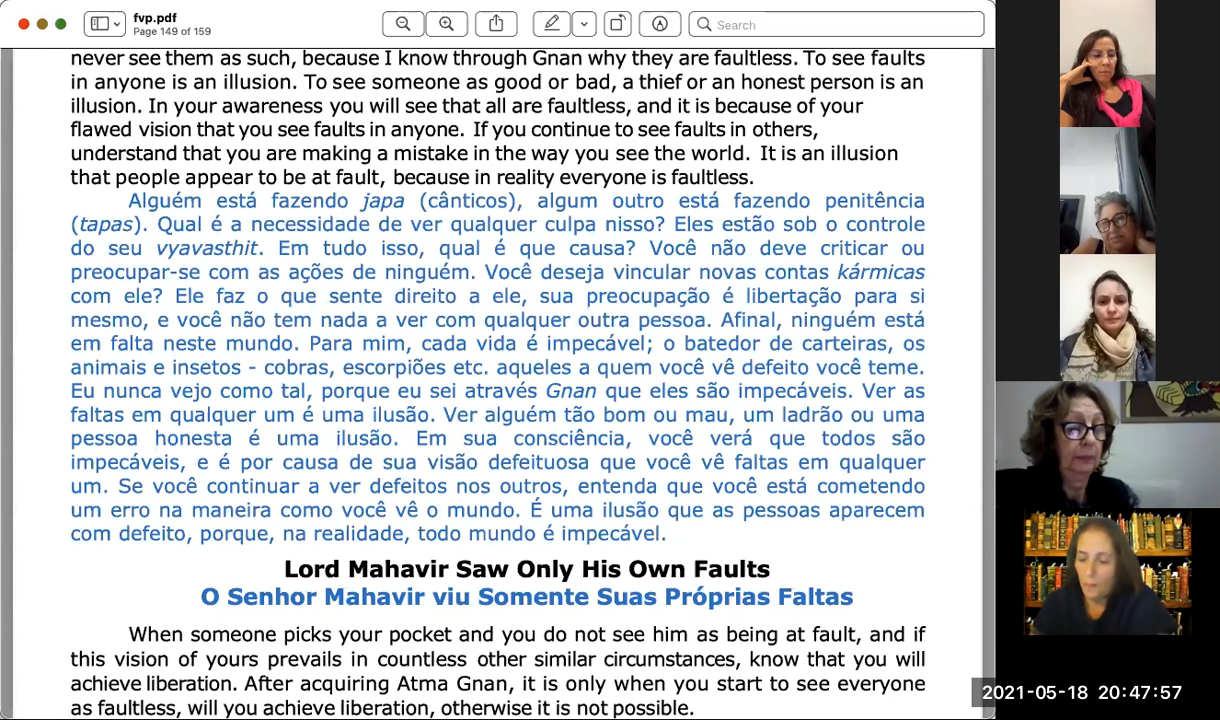 fvp.pdf
Page 149 of 159
Search
never see them as such, because I know through Gnan why they are faultless. To see faults
in anyone is an illusion. To see someone as good or bad, a thief or an honest person is an
illusion. In your awareness you will see that all are faultless, and it is because of your
flawed vision that you see faults in anyone. If you continue to see faults in others,
understand that you are making a mistake in the way you see the world. It is an illusion
that people appear to be at fault, because in reality everyone is faultless.
Alguém está fazendo japa (cânticos), algum outro está fazendo penitência
(tapas). Qual é a necessidade de ver qualquer culpa nisso? Eles estão sob o controle
do seu vyavasthit. Em tudo isso, qual é que causa? Você não deve criticar ou
preocupar-se com as ações de ninguém. Você deseja vincular novas contas kármicas
com ele? Ele faz o que sente direito a ele, sua preocupação é libertação para si
mesmo, e você não tem nada a ver com qualquer outra pessoa. Afinal, ninguém está
em falta neste mundo. Para mim, cada vida é impecável; o batedor de carteiras, os
animais e insetos - cobras, escorpiões etc. aqueles a quem você vê defeito você teme.
Eu nunca vejo como tal, porque eu sei através Gnan que eles são impecáveis. Ver as
faltas em qualquer um é uma ilusão. Ver alguém tão bom ou mau, um ladrão ou uma
pessoa honesta é uma ilusão. Em sua consciência, você verá que todos são
impecáveis, e é por causa de sua visão defeituosa que você vê faltas em qualquer
um. Se você continuar a ver defeitos nos outros, entenda que você está cometendo
um erro na maneira como você vê o mundo. É uma ilusão que as pessoas aparecem
com defeito, porque, na realidade, todo mundo é impecável.
Lord Mahavir Saw Only His Own Faults
O Senhor Mahavir viu Somente Suas Próprias Faltas
When someone picks your pocket and you do not see him as being at fault, and if
this vision of yours prevails in countless other similar circumstances, know that you will
achieve liberation. After acquiring Atma Gnan, it is only when you start to see everyone
as faultless, will you achieve liberation, otherwise it is not possible.
2021-05-18 20:47:57